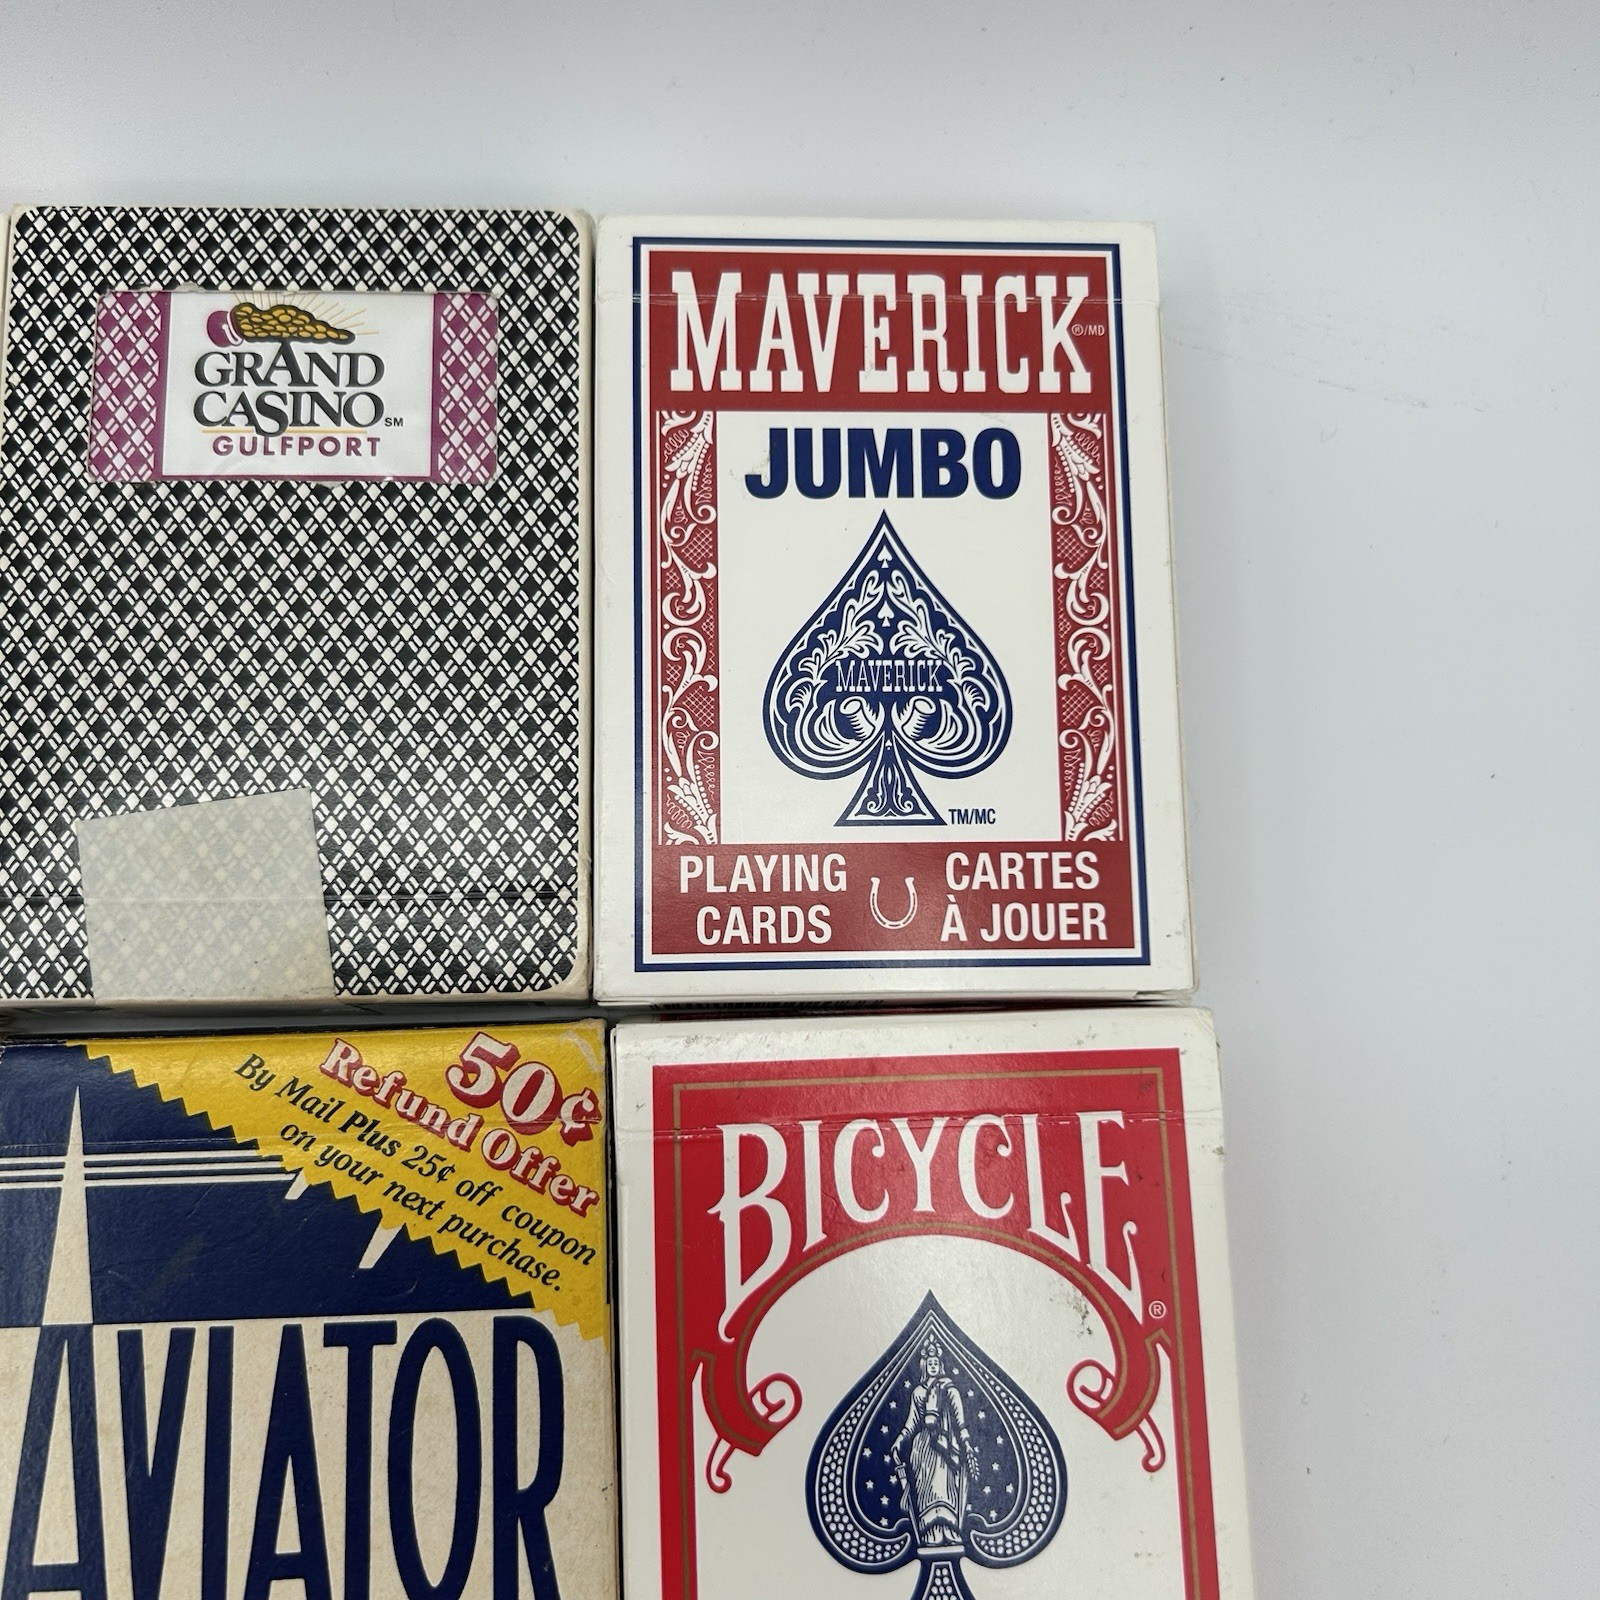 GRAND
CASINO SM
GULFPORT
MAVERICK ®/MD
JUMBO
MAVERICK
TM/MC
PLAYING
CARDS
CARTES
À JOUER
50¢
Refund Offer
By Mail Plus 25¢ off coupon
on your next purchase.
AVIATOR
BICYCLE
®